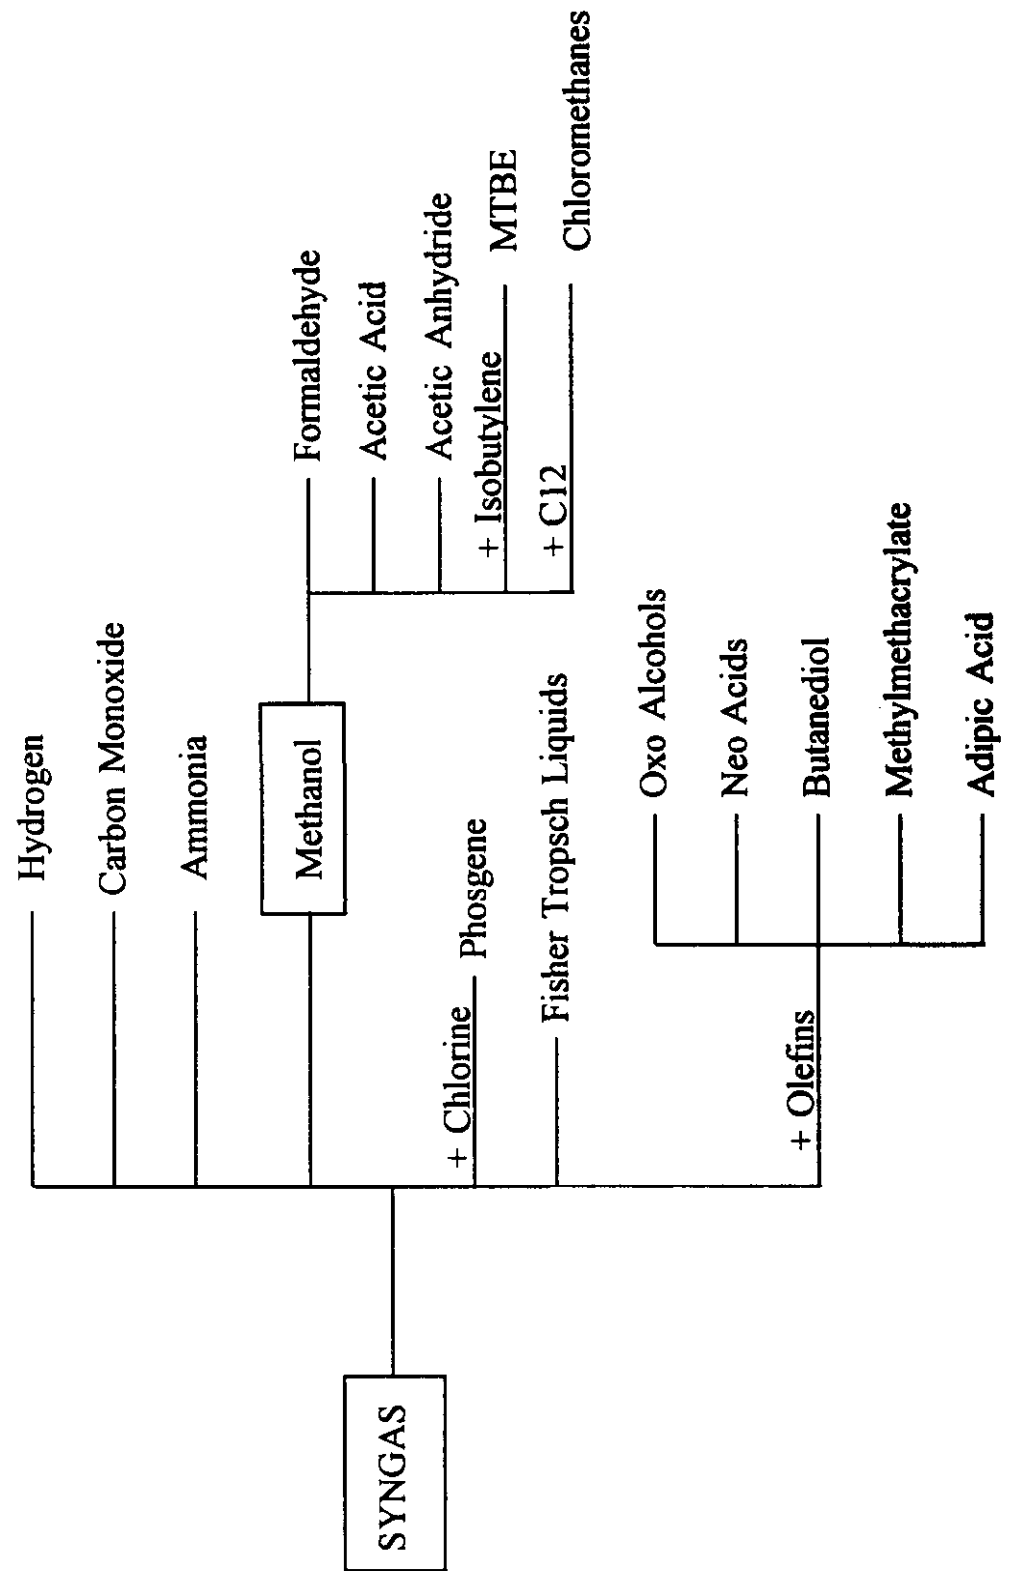 SYNGAS
Hydrogen
Carbon Monoxide
Ammonia
Methanol
Formaldehyde
Acetic Acid
Acetic Anhydride
+ Isobutylene
MTBE
+ C12
Chloromethanes
+ Chlorine
Phosgene
Fisher Tropsch Liquids
+ Olefins
Oxo Alcohols
Neo Acids
Butanediol
Methylmethacrylate
Adipic Acid